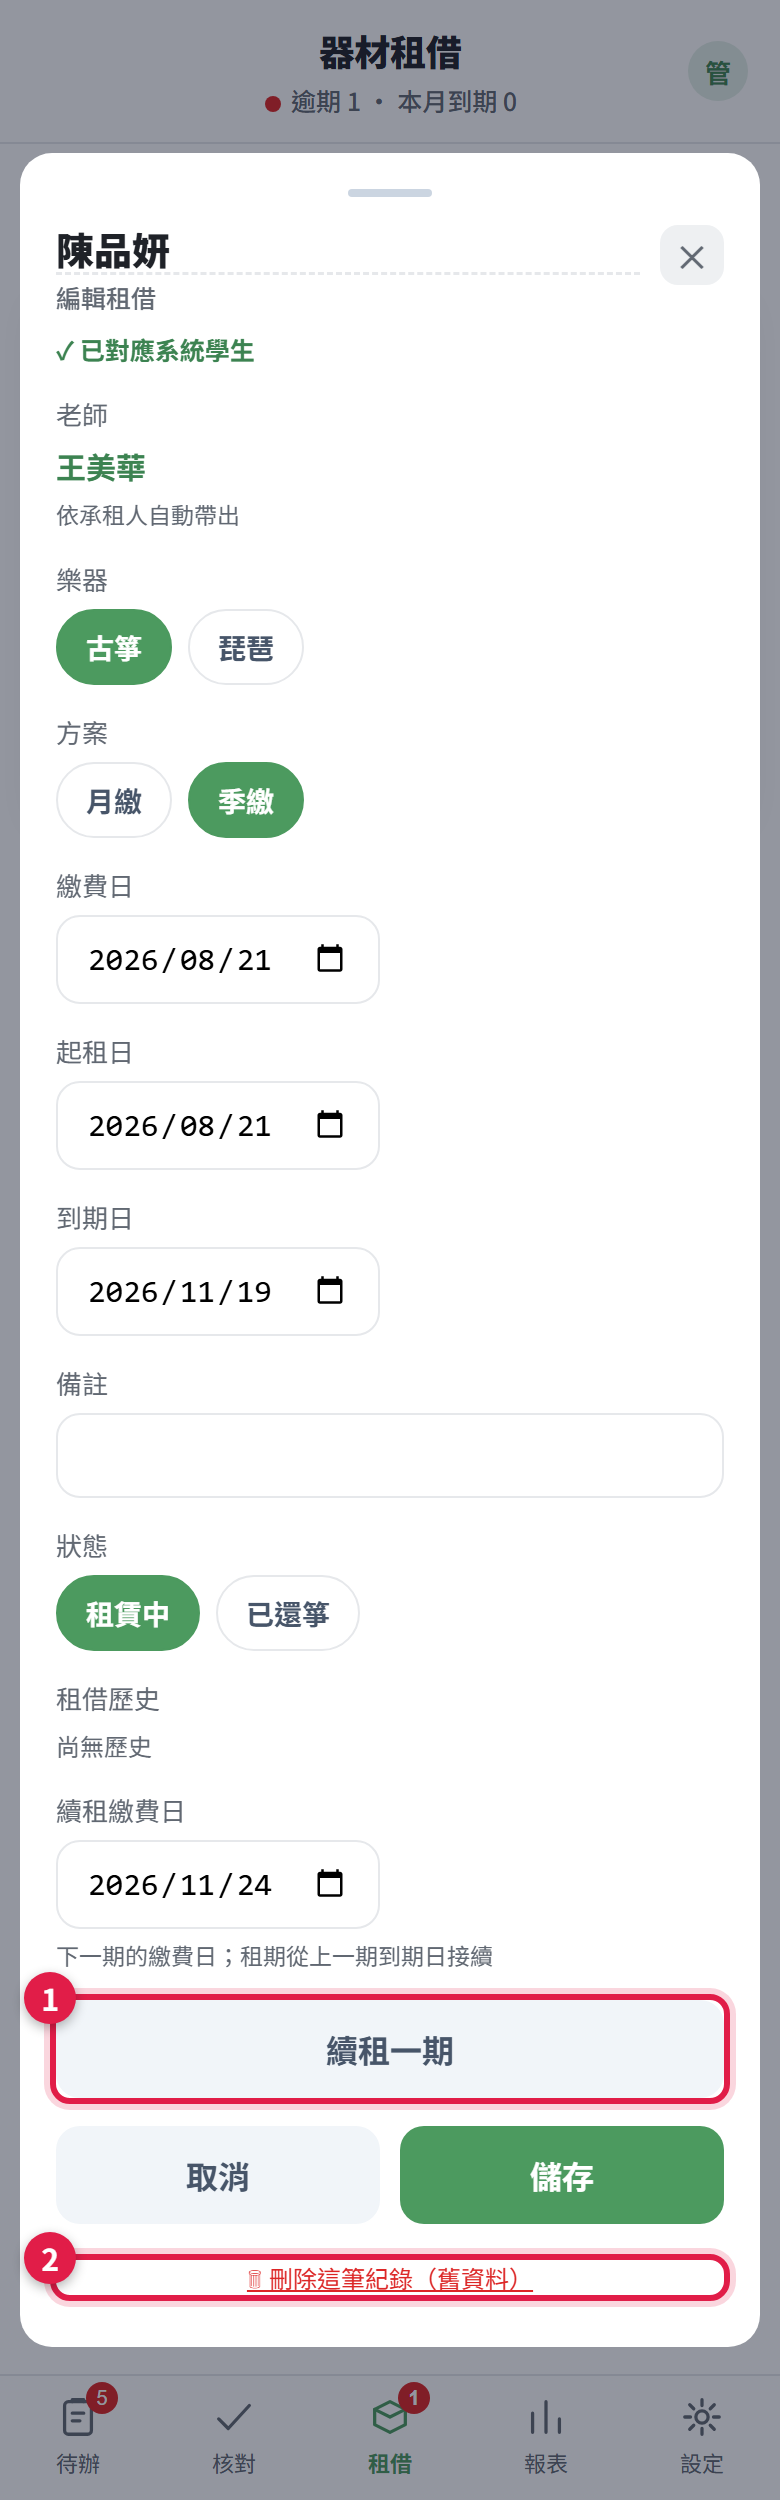 器材租借
逾期 1 · 本月到期 0
管
陳品妍
編輯租借
✓ 已對應系統學生
老師
王美華
依承租人自動帶出
樂器
古箏 琵琶
方案
月繳 季繳
繳費日
2026/08/21
起租日
2026/08/21
到期日
2026/11/19
備註
狀態
租賃中 已還箏
租借歷史
尚無歷史
續租繳費日
2026/11/24
下一期的繳費日；租期從上一期到期日接續
1
續租一期
取消 儲存
2
🗑 刪除這筆紀錄（舊資料）
5 1
待辦 核對 租借 報表 設定